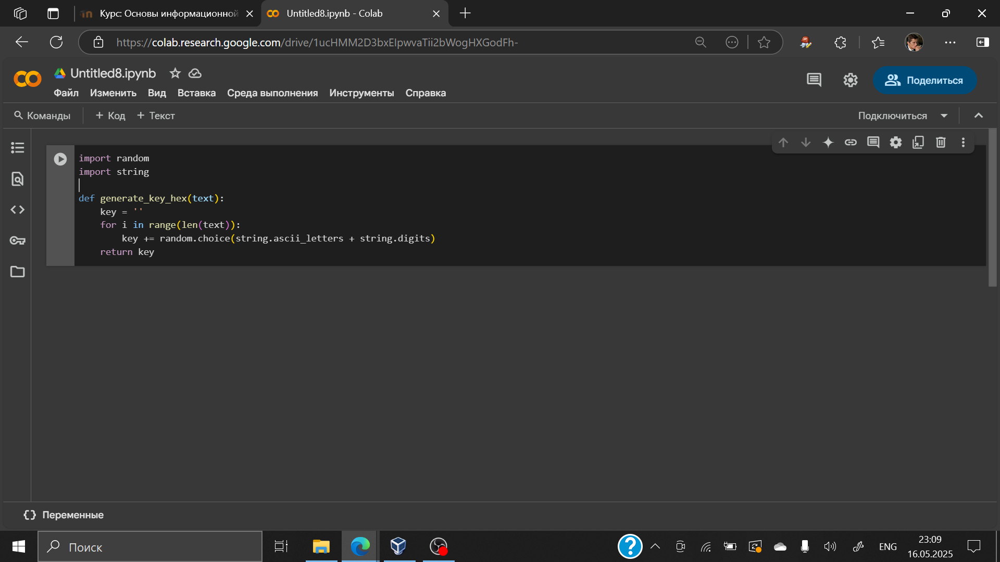 Курс: Основы информационной
Untitled8.ipynb - Colab
https://colab.research.google.com/drive/1ucHMM2D3bxEIpwvaTii2bWogHXGodFh-
Untitled8.ipynb
Файл Изменить Вид Вставка Среда выполнения Инструменты Справка
Поделиться
Команды + Код + Текст
Подключиться
import random
import string
def generate_key_hex(text):
    key = ''
    for i in range(len(text)):
        key += random.choice(string.ascii_letters + string.digits)
    return key
Переменные
Поиск
ENG
23:09
16.05.2025